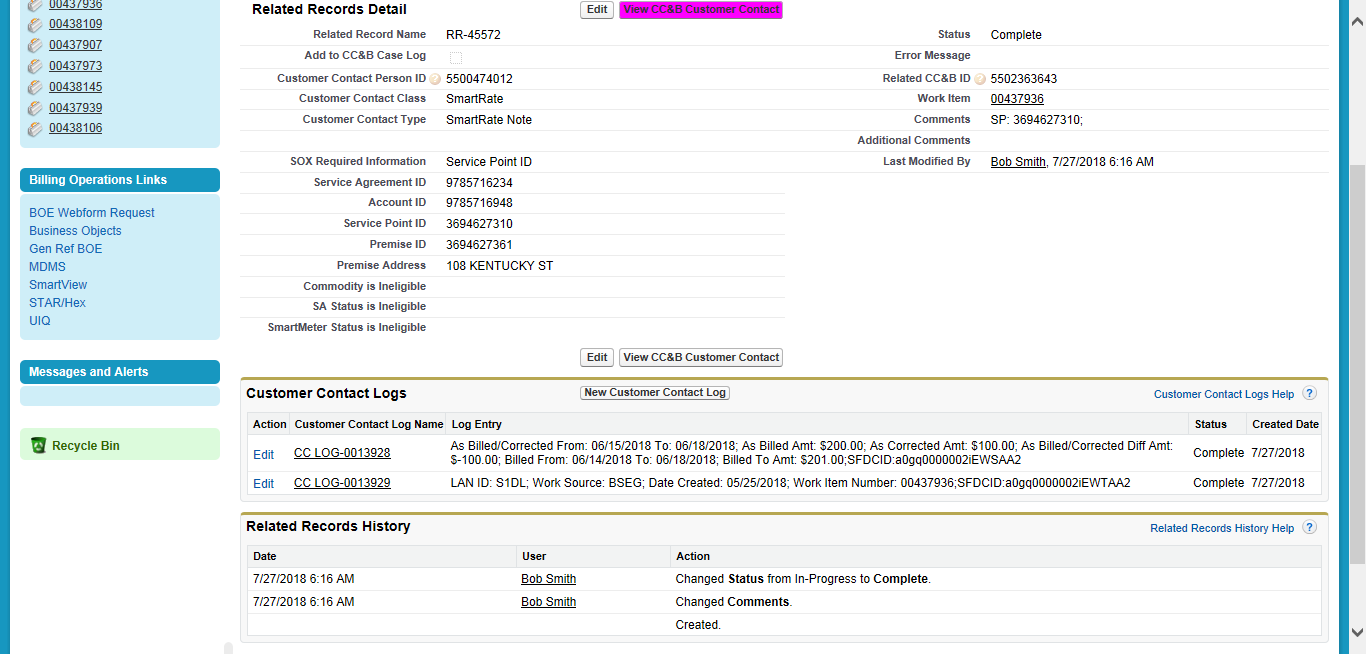 00437936
00438109
00437907
00437973
00438145
00437939
00438106
Billing Operations Links
BOE Webform Request
Business Objects
Gen Ref BOE
MDMS
SmartView
STAR/Hex
UIQ
Messages and Alerts
Recycle Bin
Related Records Detail Edit View CC&B Customer Contact
Related Record Name RR-45572 Status Complete
Add to CC&B Case Log Error Message
Customer Contact Person ID 5500474012 Related CC&B ID 5502363643
Customer Contact Class SmartRate Work Item 00437936
Customer Contact Type SmartRate Note Comments SP: 3694627310;
Additional Comments
SOX Required Information Service Point ID Last Modified By Bob Smith, 7/27/2018 6:16 AM
Service Agreement ID 9785716234
Account ID 9785716948
Service Point ID 3694627310
Premise ID 3694627361
Premise Address 108 KENTUCKY ST
Commodity is Ineligible
SA Status is Ineligible
SmartMeter Status is Ineligible
Edit View CC&B Customer Contact
Customer Contact Logs New Customer Contact Log Customer Contact Logs Help ?
Action Customer Contact Log Name Log Entry Status Created Date
Edit CC LOG-0013928 As Billed/Corrected From: 06/15/2018 To: 06/18/2018; As Billed Amt: $200.00; As Corrected Amt: $100.00; As Billed/Corrected Diff Amt: Complete 7/27/2018
$-100.00; Billed From: 06/14/2018 To: 06/18/2018; Billed To Amt: $201.00;SFDCID:a0gq0000002iEWSAA2
Edit CC LOG-0013929 LAN ID: S1DL; Work Source: BSEG; Date Created: 05/25/2018; Work Item Number: 00437936;SFDCID:a0gq0000002iEWTAA2 Complete 7/27/2018
Related Records History Related Records History Help ?
Date User Action
7/27/2018 6:16 AM Bob Smith Changed Status from In-Progress to Complete.
7/27/2018 6:16 AM Bob Smith Changed Comments.
Created.